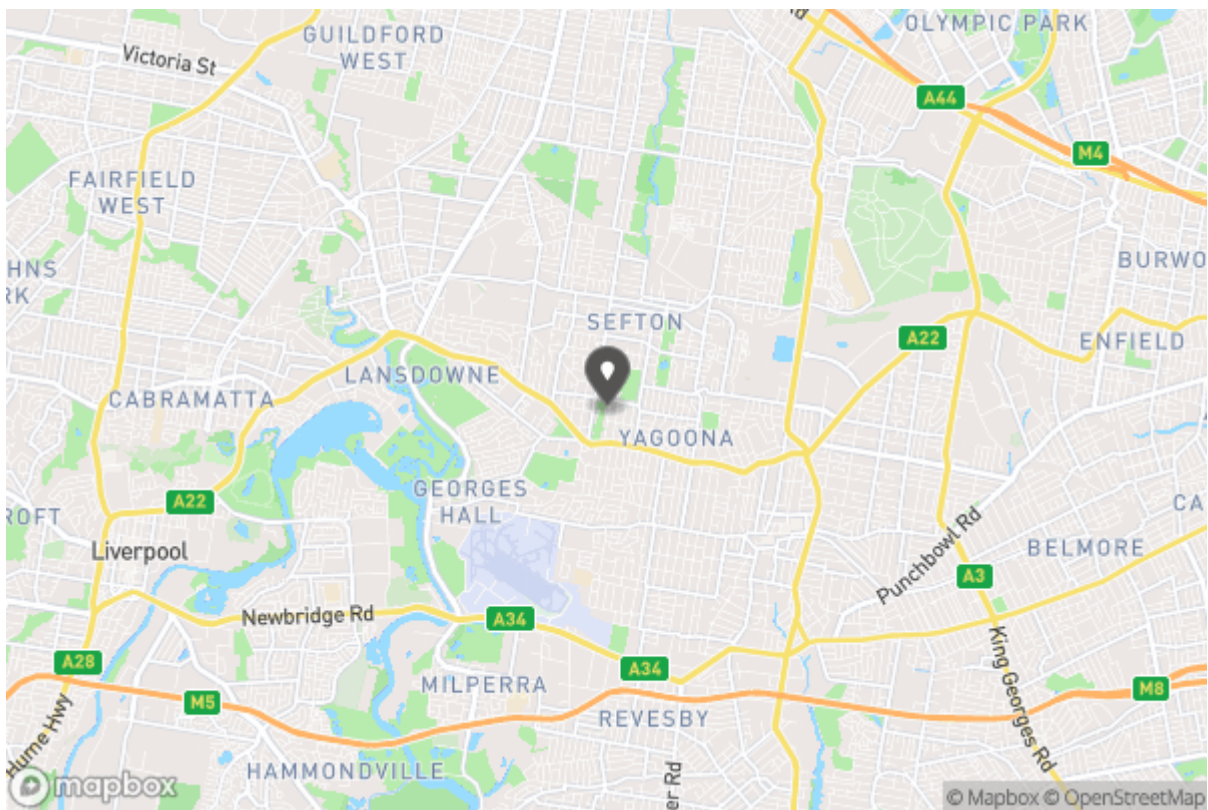 OLYMPIC PARK
GUILDFORD
WEST
Victoria St
A44
M4
FAIRFIELD
WEST
BURWO
HNS
RK
SEFTON
A22
ENFIELD
LANSDOWNE
CABRAMATTA
YAGOONA
GEORGES
HALL
A22
CA
ROFT
Liverpool
Punchbowl Rd
BELMORE
A3
Newbridge Rd
A34
King Georges Rd
A28
A34
MILPERRA
M8
M5
REVESBY
Hume Hwy
HAMMONDVILLE
er Rd
mapbox
© Mapbox © OpenStreetMap